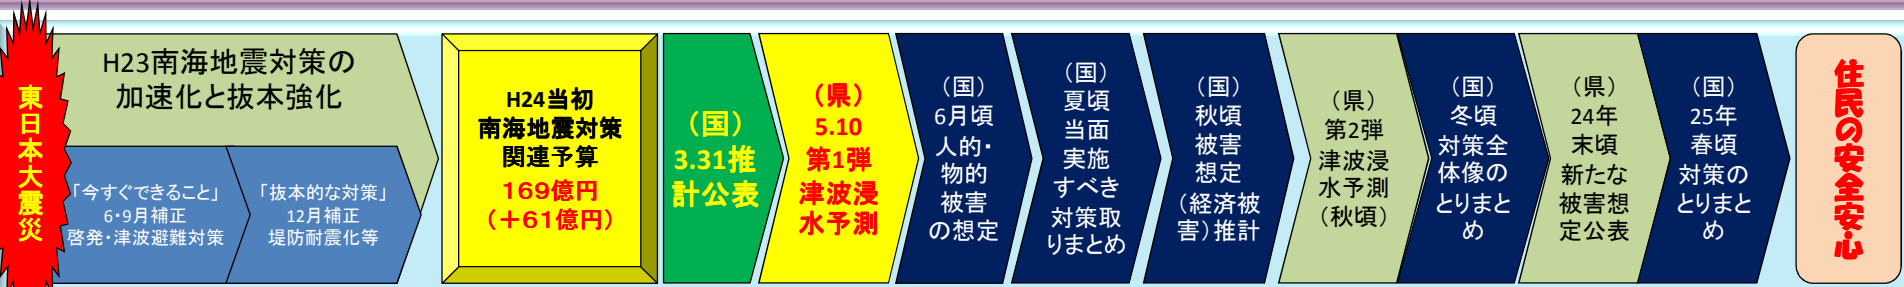 東日本大震災
H23南海地震対策の
加速化と抜本強化
「今すぐできること」
6・9月補正
啓発・津波避難対策
「抜本的な対策」
12月補正
堤防耐震化等
H24当初
南海地震対策
関連予算
169億円
（＋61億円）
（国）
3.31推
計公表
（県）
5.10
第1弾
津波浸
水予測
（国）
6月頃
人的・
物的
被害
の想定
（国）
夏頃
当面
実施
すべき
対策取
りまとめ
（国）
秋頃
被害
想定
（経済被
害）推計
（県）
第2弾
津波浸
水予測
（秋頃）
（国）
冬頃
対策全
体像の
とりまと
め
（県）
24年
末頃
新たな
被害想
定公表
（国）
25年
春頃
対策の
とりまと
め
住民の安全安心